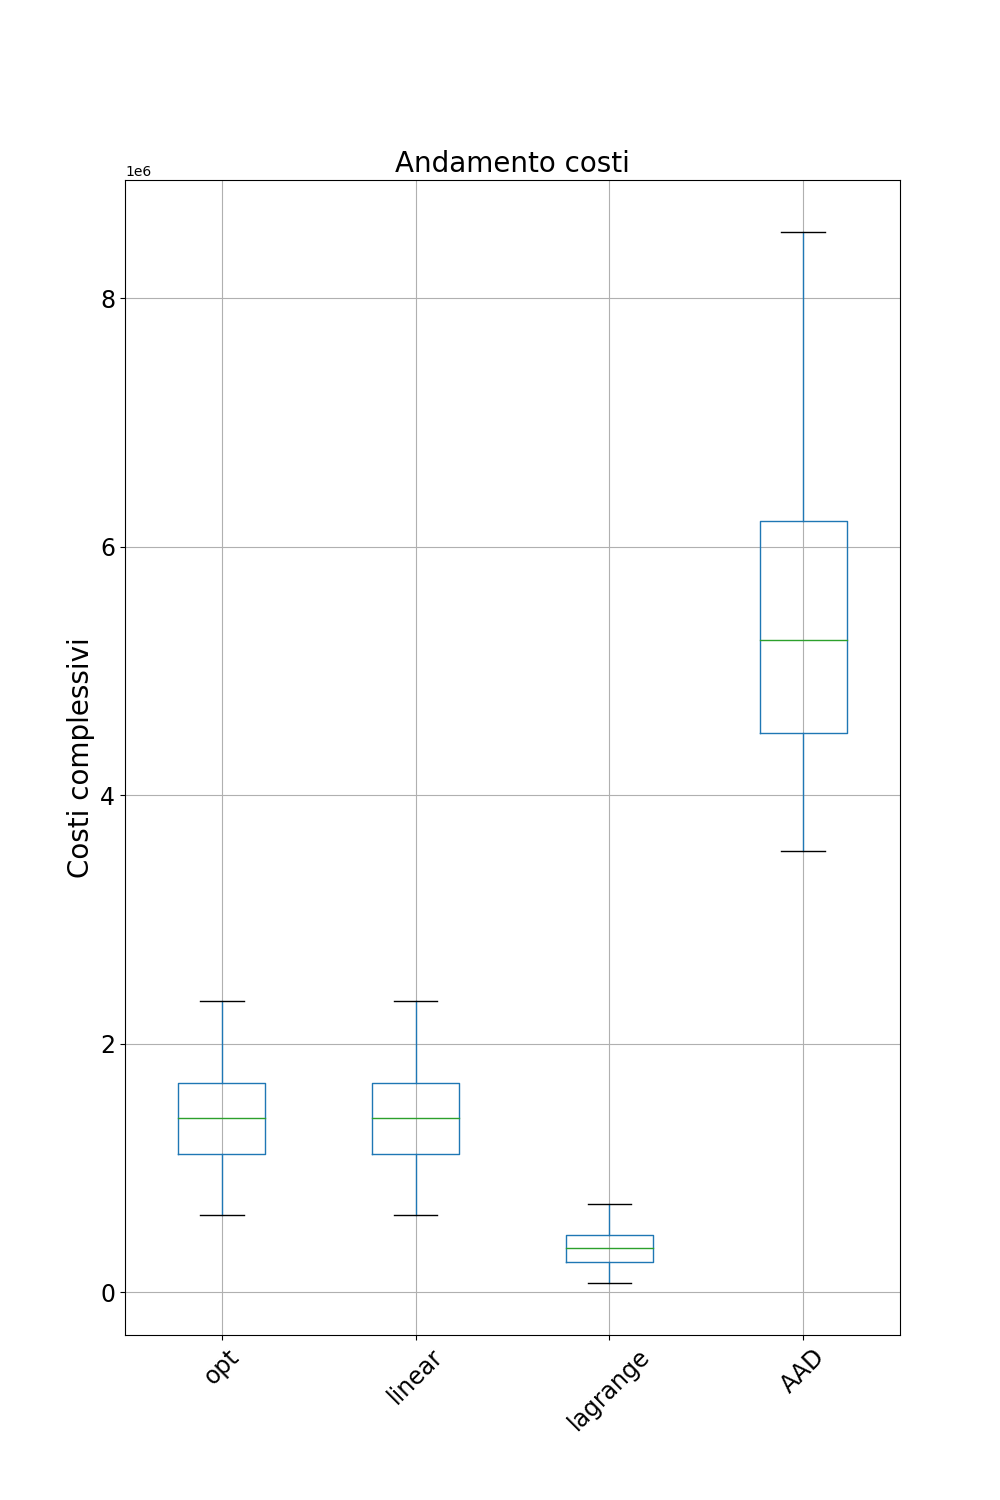 Andamento costi
1e6
8
6
4
2
0
Costi complessivi
opt
linear
lagrange
AAD